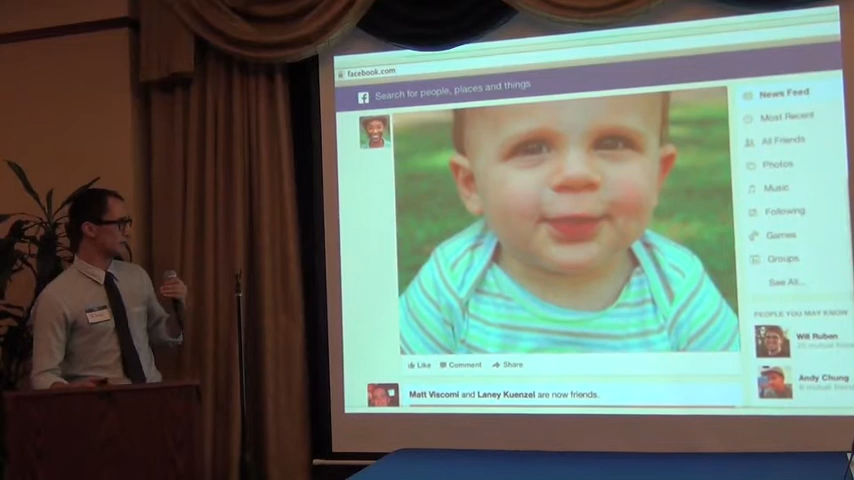 facebook.com
f Search for people, places and things
News Feed
Most Recent
All Friends
Photos
Music
Following
Games
Groups
See All...
PEOPLE YOU MAY KNOW
Will Ruben
Andy Chung
Like Comment Share
Matt Viscomi and Laney Kuenzel are now friends.